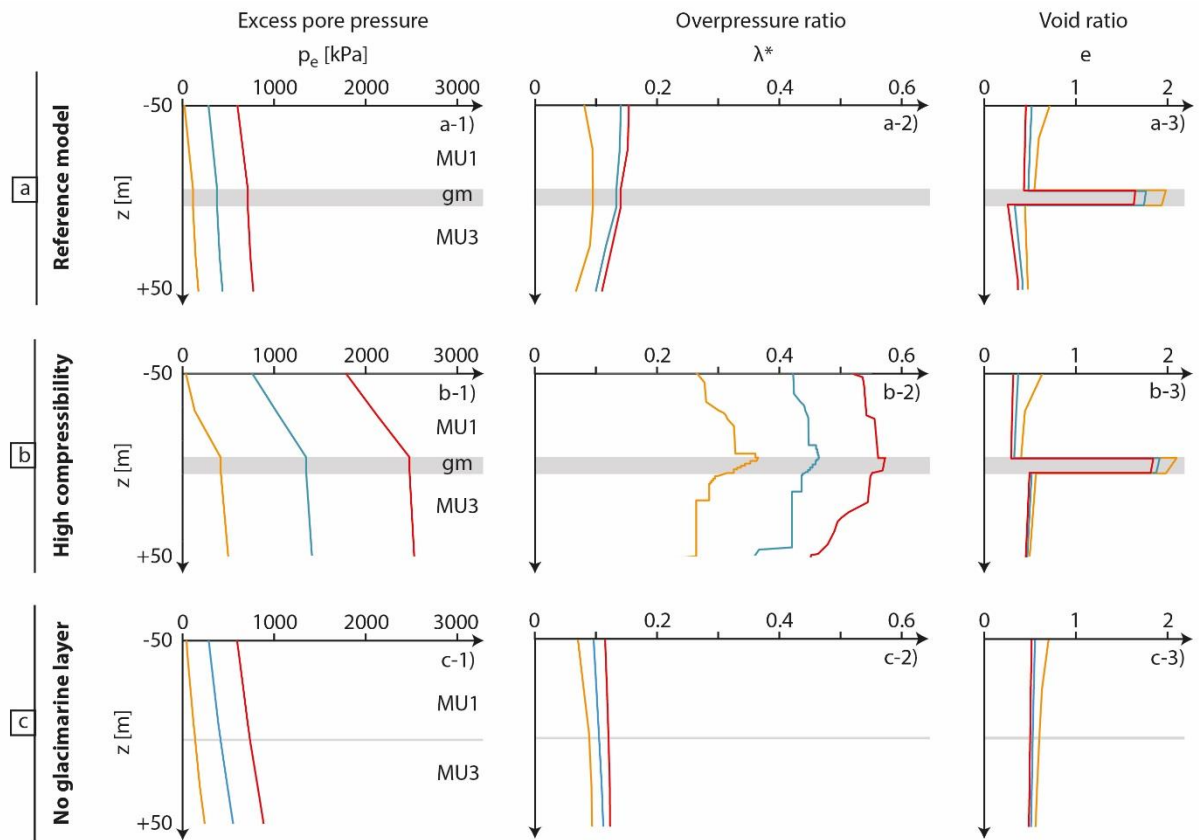 Excess pore pressure
Overpressure ratio
Void ratio
pₑ [kPa]
λ*
e
0 1000 2000 3000
0 0.2 0.4 0.6
0 1 2
-50
a-1)
a-2)
a-3)
MU1
gm
MU3
z [m]
+50
a
Reference model
0 1000 2000 3000
0.2 0.4 0.6
0 1 2
-50
b-1)
b-2)
b-3)
MU1
gm
MU3
z [m]
+50
b
High compressibility
0 1000 2000 3000
0 0.2 0.4 0.6
0 1 2
-50
c-1)
c-2)
c-3)
MU1
MU3
z [m]
+50
c
No glacimarine layer